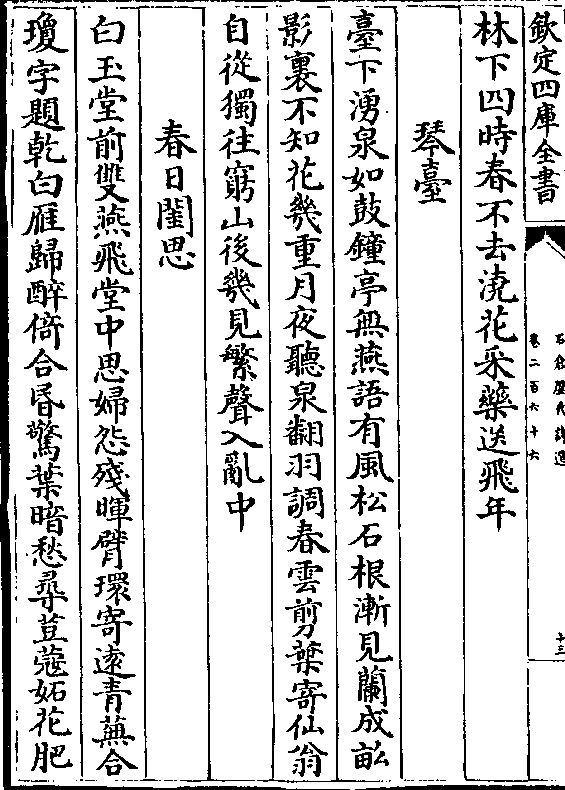 欽定四庫全書
石倉歷代詩選
卷二百六十六
十三
林下四時春不去澆花采藥送飛年
琴臺
臺下湧泉如鼓鐘亭無燕語有風松石根漸見蘭成畝
影裏不知花幾重月夜聽泉翻羽調春雲剪葉寄仙翁
自從獨往窮山後幾見繁聲入亂中
春日閨思
白玉堂前雙燕飛堂中思婦怨殘暉臂環寄遠青蕪合
瓊字題乾白雁歸醉倚合昏驚葉暗愁尋荳蔻妬花肥